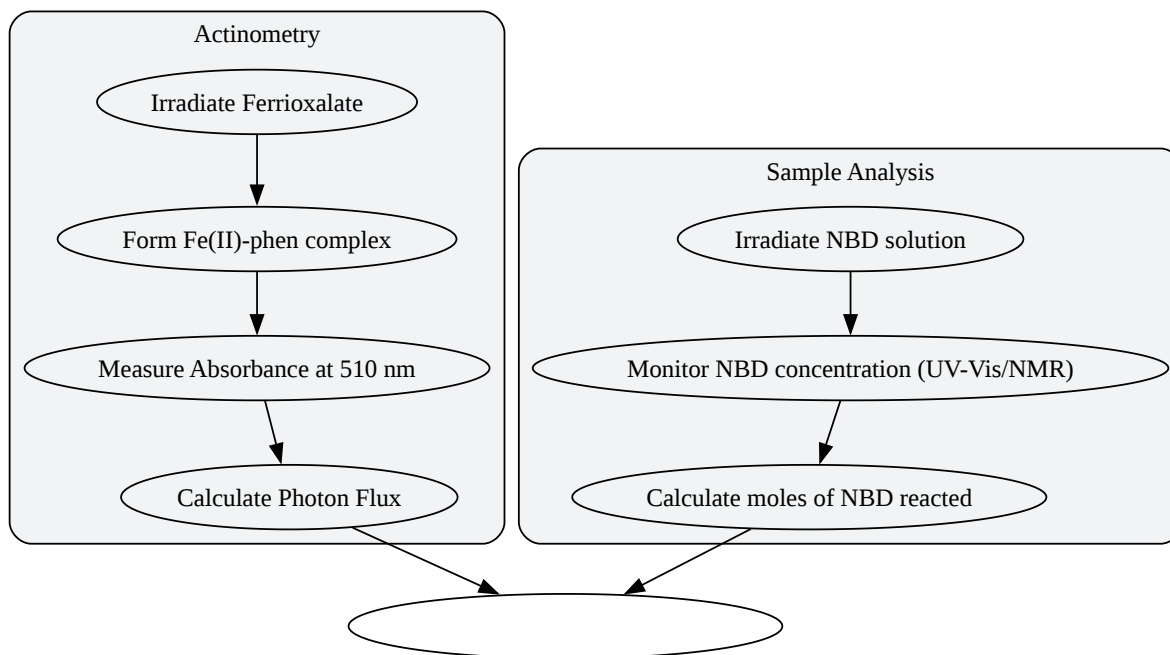 Actinometry
Irradiate Ferrioxalate
Form Fe(II)-phen complex
Measure Absorbance at 510 nm
Calculate Photon Flux
Sample Analysis
Irradiate NBD solution
Monitor NBD concentration (UV-Vis/NMR)
Calculate moles of NBD reacted